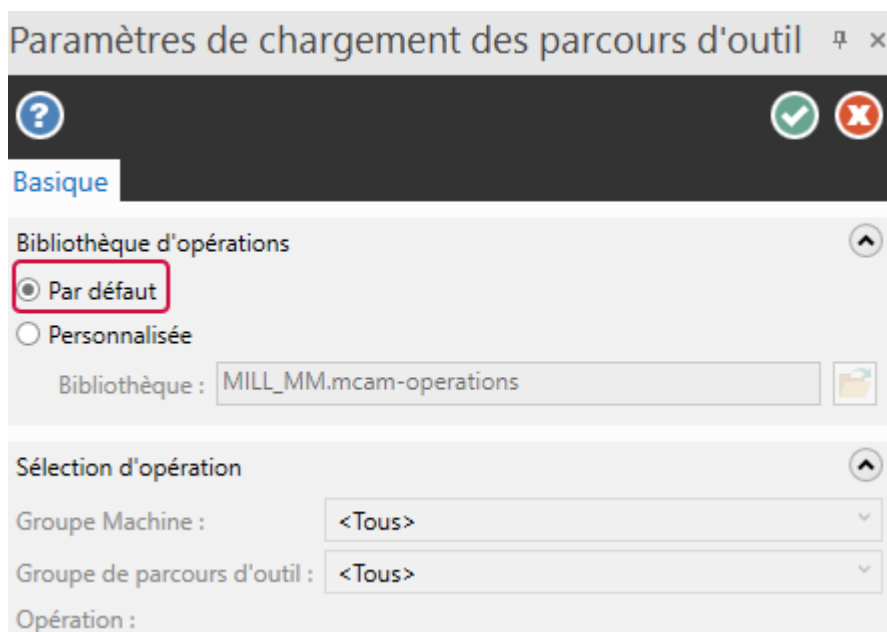 Paramètres de chargement des parcours d'outil
Basique
Bibliothèque d'opérations
Par défaut
Personnalisée
Bibliothèque : MILL_MM.mcam-operations
Sélection d'opération
Groupe Machine : <Tous>
Groupe de parcours d'outil : <Tous>
Opération :